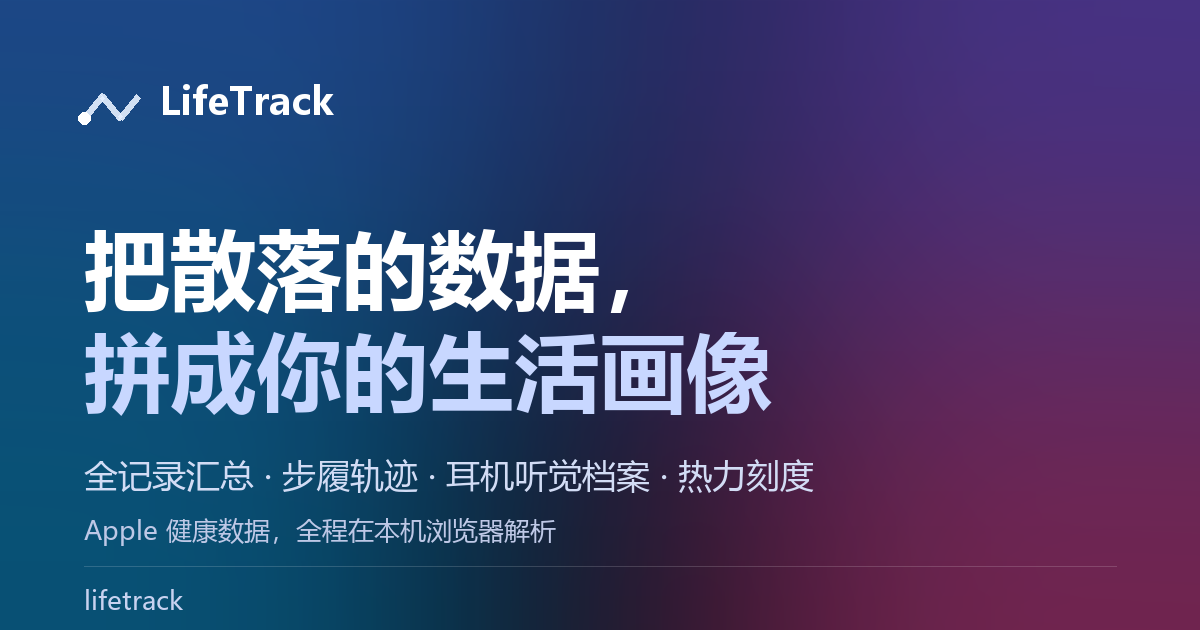 LifeTrack
把散落的数据，
拼成你的生活画像
全记录汇总 · 步履轨迹 · 耳机听觉档案 · 热力刻度
Apple 健康数据，全程在本机浏览器解析
lifetrack